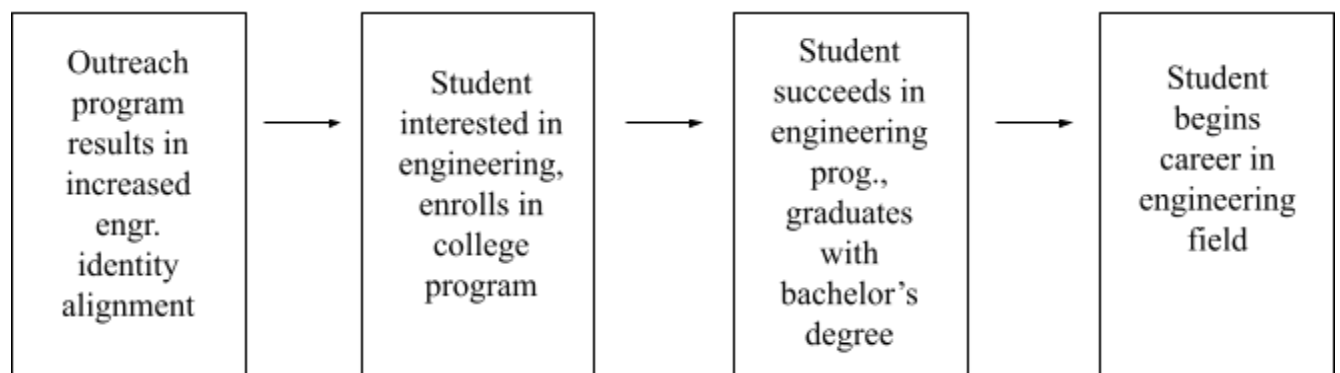 Outreach
program
results in
increased
engr.
identity
alignment
Student
interested in
engineering,
enrolls in
college
program
Student
succeeds in
engineering
prog.,
graduates
with
bachelor’s
degree
Student
begins
career in
engineering
field